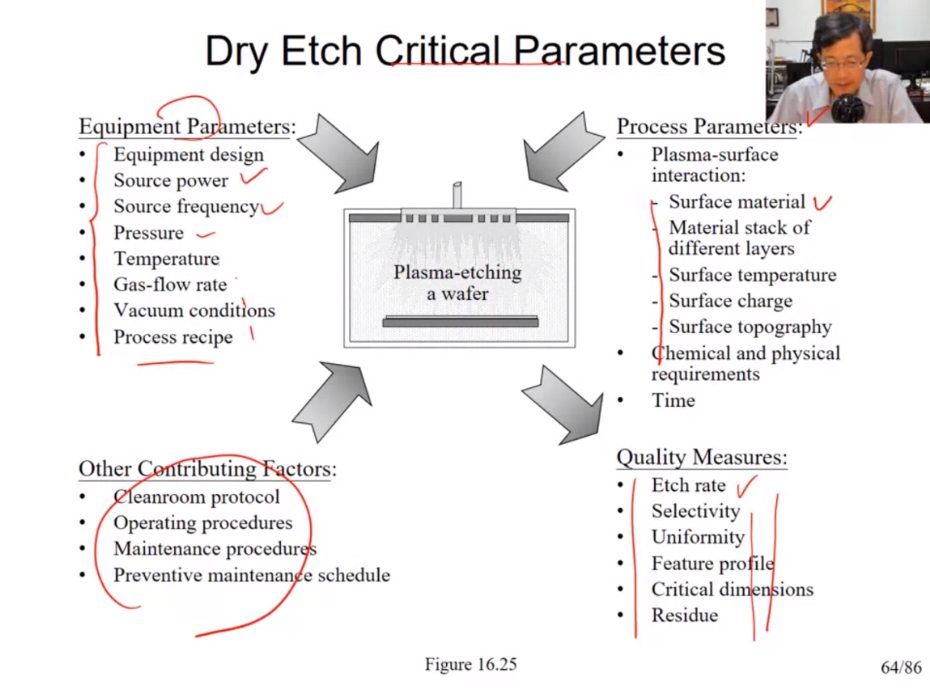 Dry Etch Critical Parameters
Equipment Parameters:
• Equipment design
• Source power
• Source frequency
• Pressure
• Temperature
• Gas-flow rate
• Vacuum conditions
• Process recipe
Process Parameters:
• Plasma-surface
interaction:
- Surface material
- Material stack of
different layers
- Surface temperature
- Surface charge
- Surface topography
• Chemical and physical
requirements
• Time
Plasma-etching
a wafer
Other Contributing Factors:
• Cleanroom protocol
• Operating procedures
• Maintenance procedures
• Preventive maintenance schedule
Quality Measures:
• Etch rate
• Selectivity
• Uniformity
• Feature profile
• Critical dimensions
• Residue
Figure 16.25
64/86